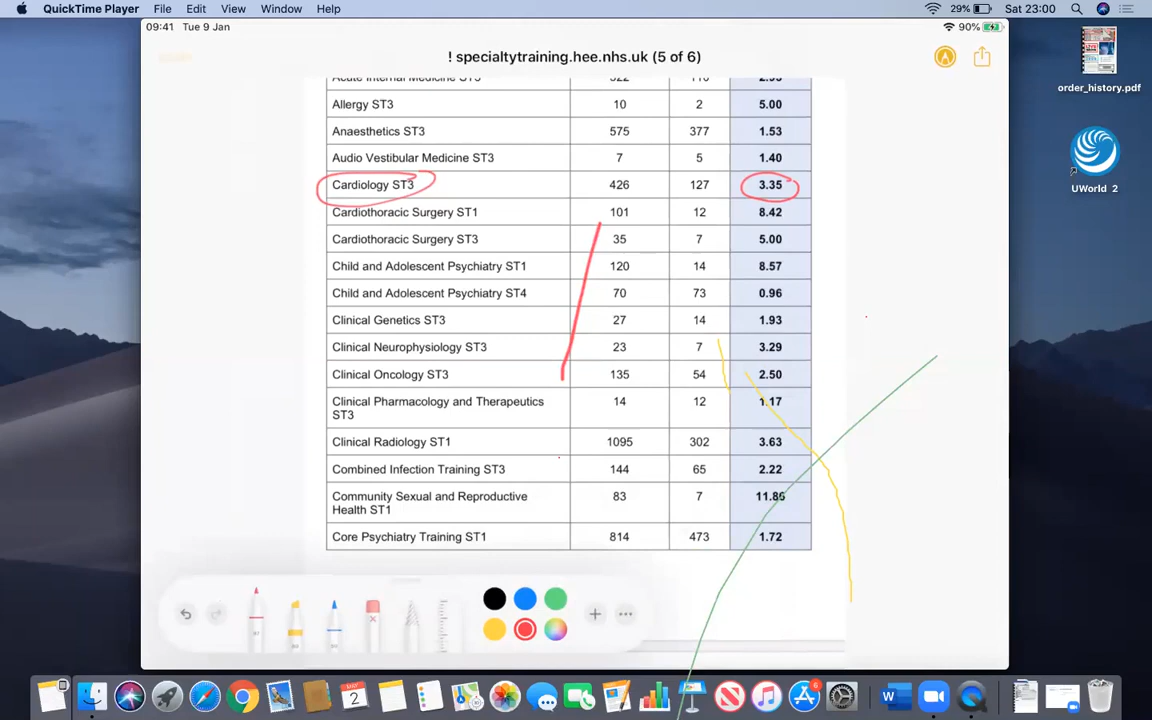 QuickTime Player File Edit View Window Help 29% Sat 23:00
09:41 Tue 9 Jan 90%
! specialtytraining.hee.nhs.uk (5 of 6)
order_history.pdf
UWorld 2
Acute Internal Medicine ST3
Allergy ST3 10 2 5.00
Anaesthetics ST3 575 377 1.53
Audio Vestibular Medicine ST3 7 5 1.40
Cardiology ST3 426 127 3.35
Cardiothoracic Surgery ST1 101 12 8.42
Cardiothoracic Surgery ST3 35 7 5.00
Child and Adolescent Psychiatry ST1 120 14 8.57
Child and Adolescent Psychiatry ST4 70 73 0.96
Clinical Genetics ST3 27 14 1.93
Clinical Neurophysiology ST3 23 7 3.29
Clinical Oncology ST3 135 54 2.50
Clinical Pharmacology and Therapeutics 14 12 1.17
ST3
Clinical Radiology ST1 1095 302 3.63
Combined Infection Training ST3 144 65 2.22
Community Sexual and Reproductive 83 7 11.86
Health ST1
Core Psychiatry Training ST1 814 473 1.72